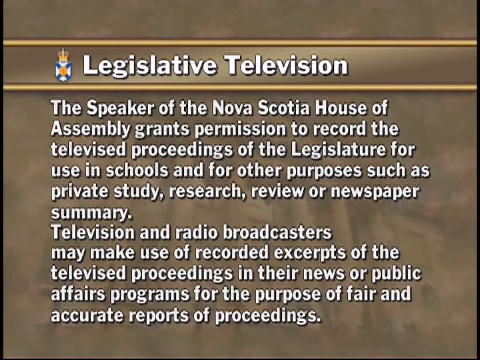 Legislative Television
The Speaker of the Nova Scotia House of
Assembly grants permission to record the
televised proceedings of the Legislature for
use in schools and for other purposes such as
private study, research, review or newspaper
summary.
Television and radio broadcasters
may make use of recorded excerpts of the
televised proceedings in their news or public
affairs programs for the purpose of fair and
accurate reports of proceedings.